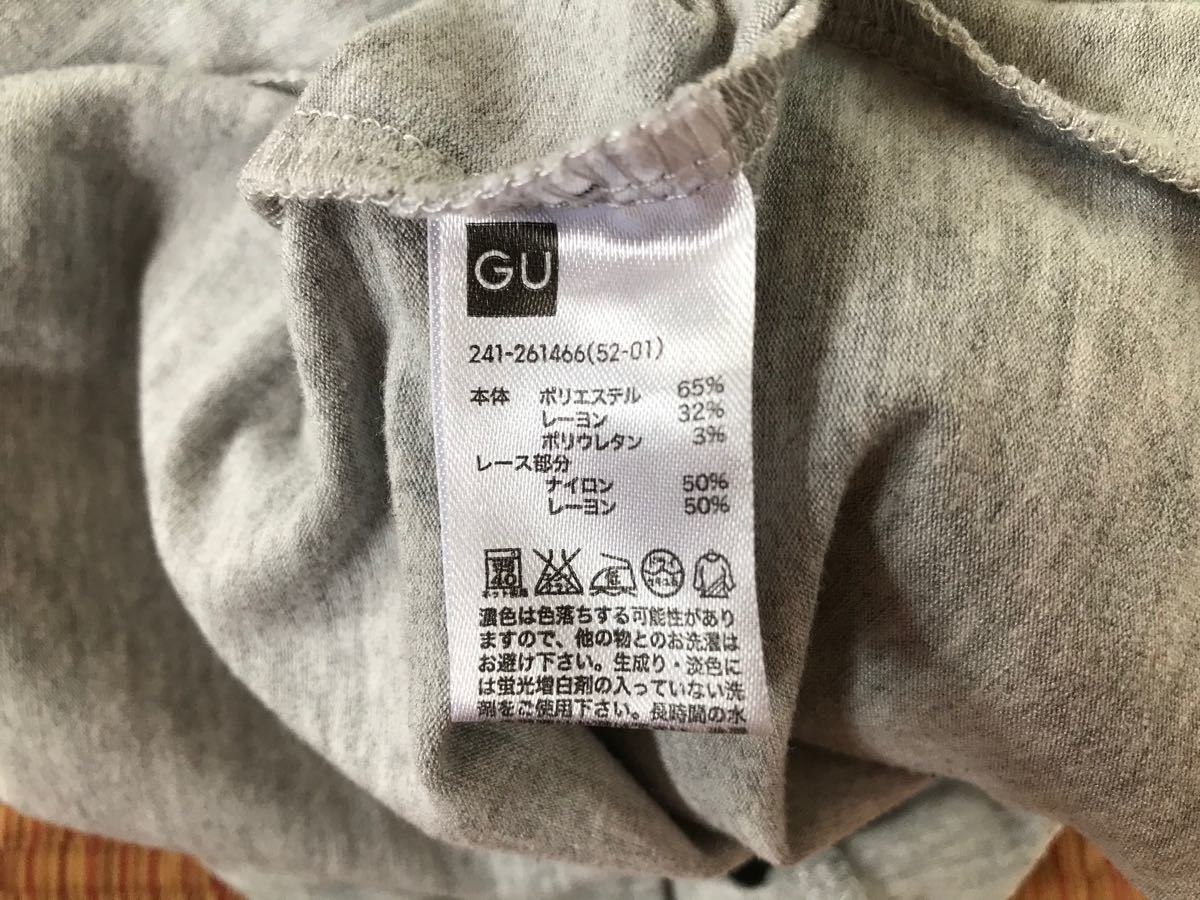 GU
241-261466(52-01)
本体 ポリエステル 65%
レーヨン 32%
ポリウレタン 3%
レース部分
ナイロン 50%
レーヨン 50%
40
濃色は色落ちする可能性があり
ますので、他の物とのお洗濯は
お避け下さい。生成り・淡色に
は蛍光増白剤の入っていない洗
剤をご使用下さい。長時間の水